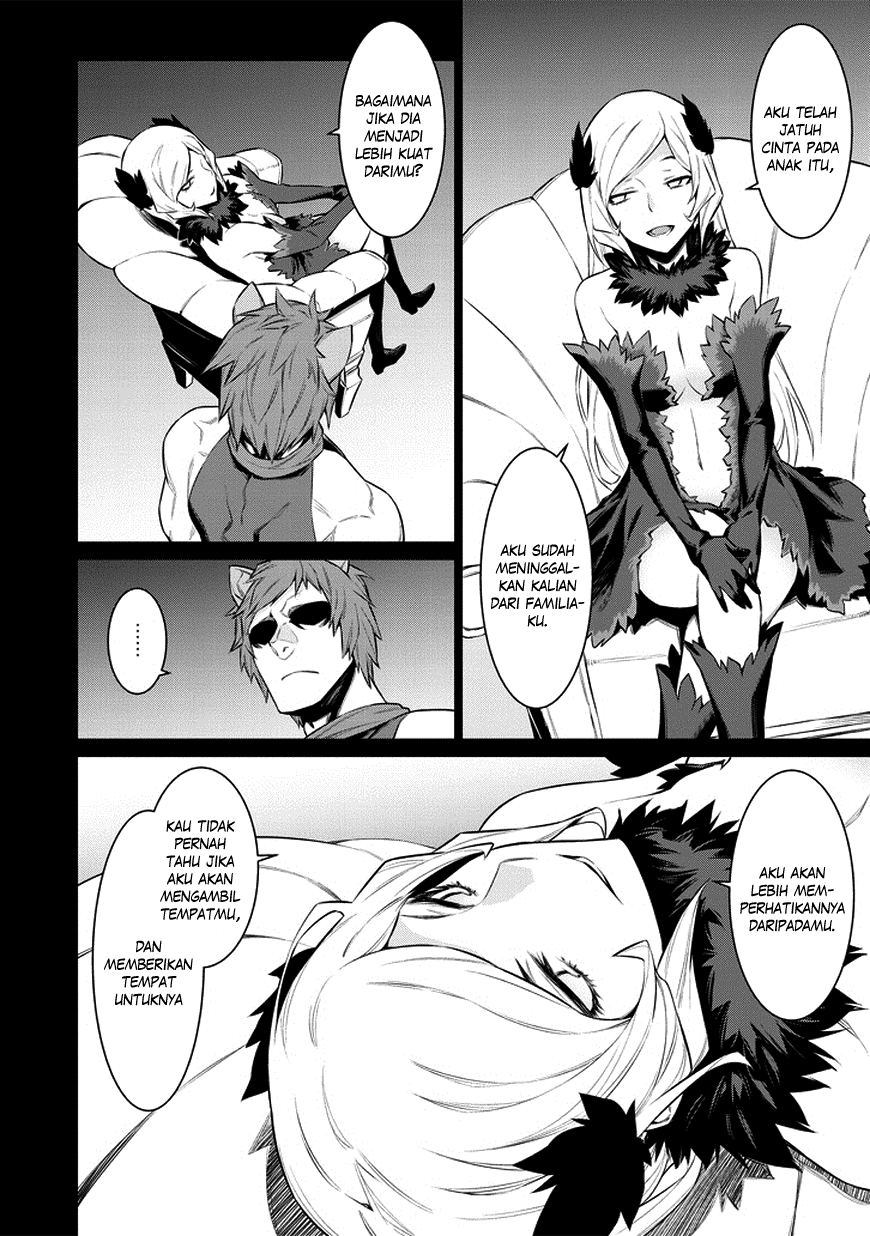 AKU TELAH
JATUH
CINTA PADA
ANAK ITU,
AKU SUDAH
MENINGGAL-
KAN KALIAN
DARI FAMILIA-
KU.
BAGAIMANA
JIKA DIA
MENJADI
LEBIH KUAT
DARIMU?
......
AKU AKAN
LEBIH MEM-
PERHATIKANNYA
DARIPADAMU.
KAU TIDAK
PERNAH
TAHU JIKA
AKU AKAN
MENGAMBIL
TEMPATMU,
DAN
MEMBERIKAN
TEMPAT
UNTUKNYA